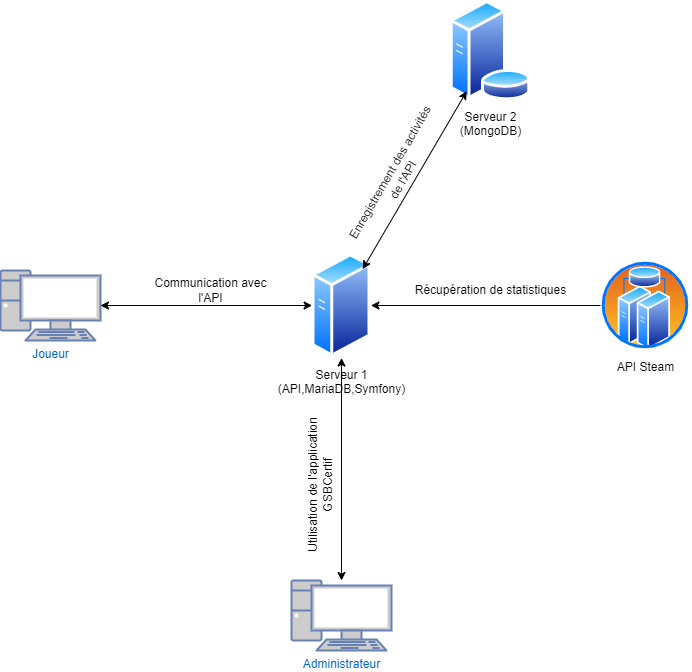 Serveur 2
(MongoDB)
Enregistrement des activités
de l'API
Communication avec
l'API
Récupération de statistiques
Joueur
API Steam
Serveur 1
(API,MariaDB,Symfony)
Utilisation de l'application
GSBCertif
Administrateur